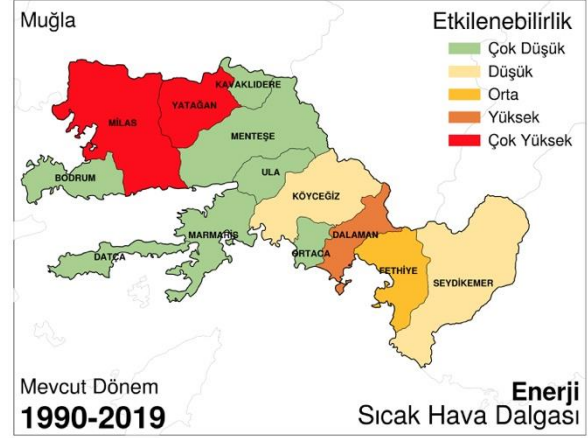 Muğla
Etkilenebilirlik
Çok Düşük
Düşük
Orta
Yüksek
Çok Yüksek
KAVAKLIDERE
YATAĞAN
MİLAS
MENTEŞE
ULA
BODRUM
KÖYCEĞİZ
MARMARİS
DALAMAN
ORTACA
DATÇA
FETHİYE
SEYDİKEMER
Mevcut Dönem
1990-2019
Enerji
Sıcak Hava Dalgası